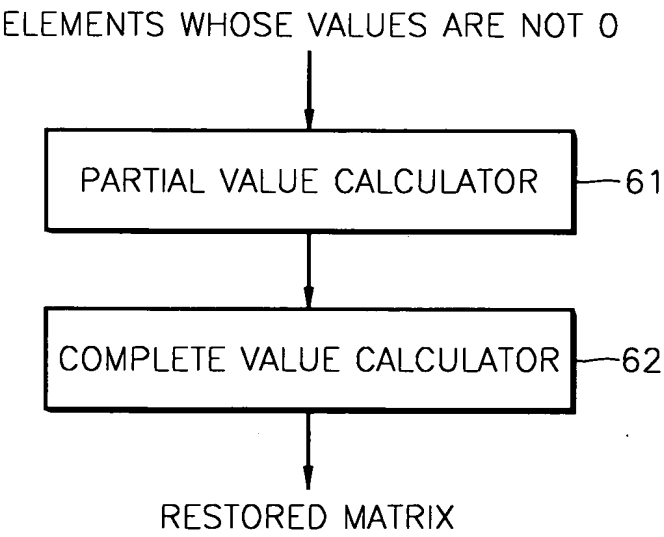 ELEMENTS WHOSE VALUES ARE NOT 0
PARTIAL VALUE CALCULATOR
61
COMPLETE VALUE CALCULATOR
62
RESTORED MATRIX